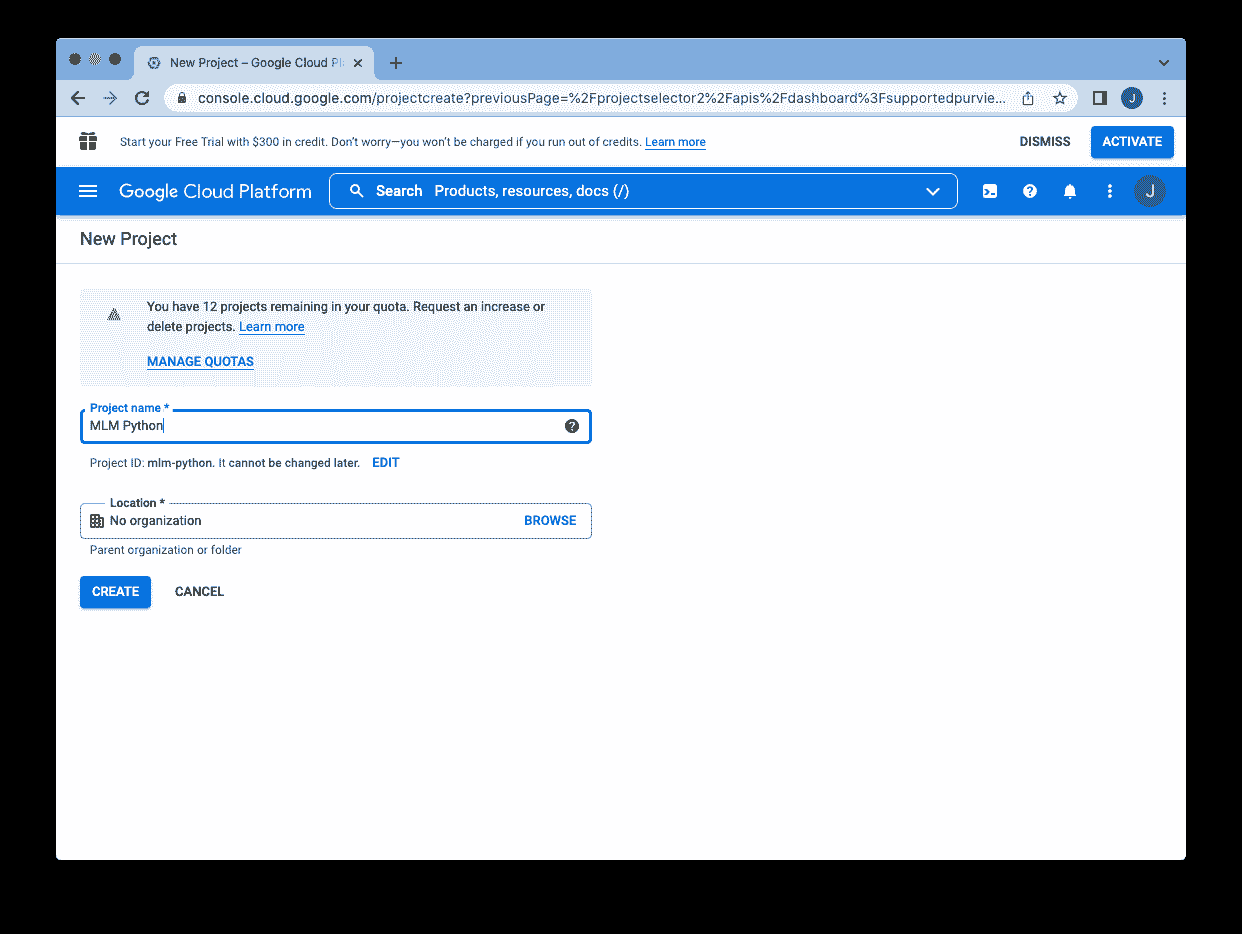 New Project – Google Cloud Pl
console.cloud.google.com/projectcreate?previousPage=%2Fprojectselector2%2Fapis%2Fdashboard%3Fsupportedpurvie...
J
Start your Free Trial with $300 in credit. Don't worry—you won't be charged if you run out of credits. Learn more
DISMISS
ACTIVATE
Google Cloud Platform
Search Products, resources, docs (/)
J
New Project
You have 12 projects remaining in your quota. Request an increase or
delete projects. Learn more
MANAGE QUOTAS
Project name *
MLM Python
Project ID: mlm-python. It cannot be changed later. EDIT
Location *
No organization
BROWSE
Parent organization or folder
CREATE
CANCEL